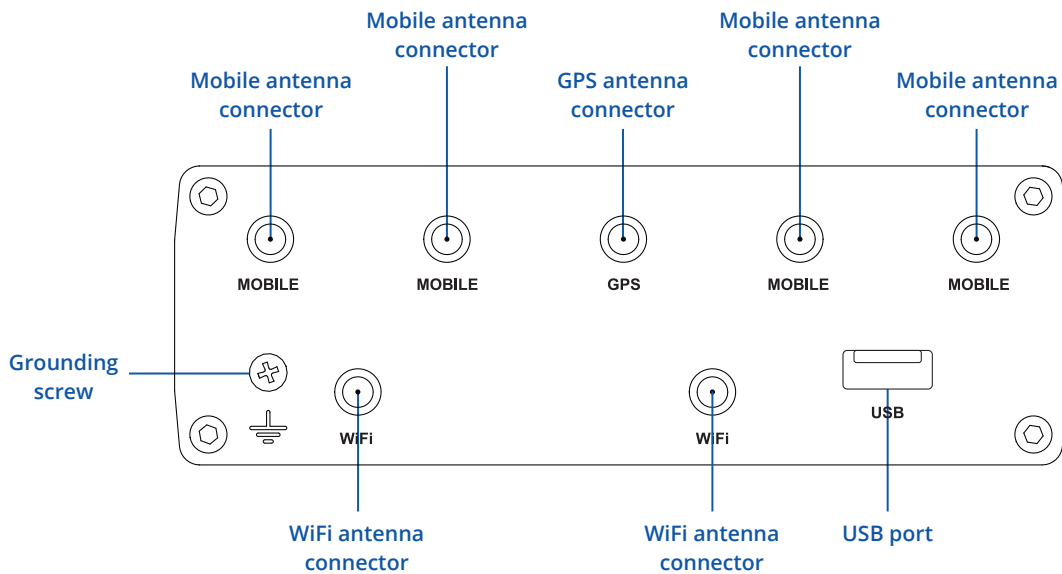 Mobile antenna
connector
Mobile antenna
connector
Mobile antenna
connector
GPS antenna
connector
Mobile antenna
connector
MOBILE
MOBILE
GPS
MOBILE
MOBILE
Grounding
screw
USB
WiFi
WiFi
WiFi antenna
connector
WiFi antenna
connector
USB port